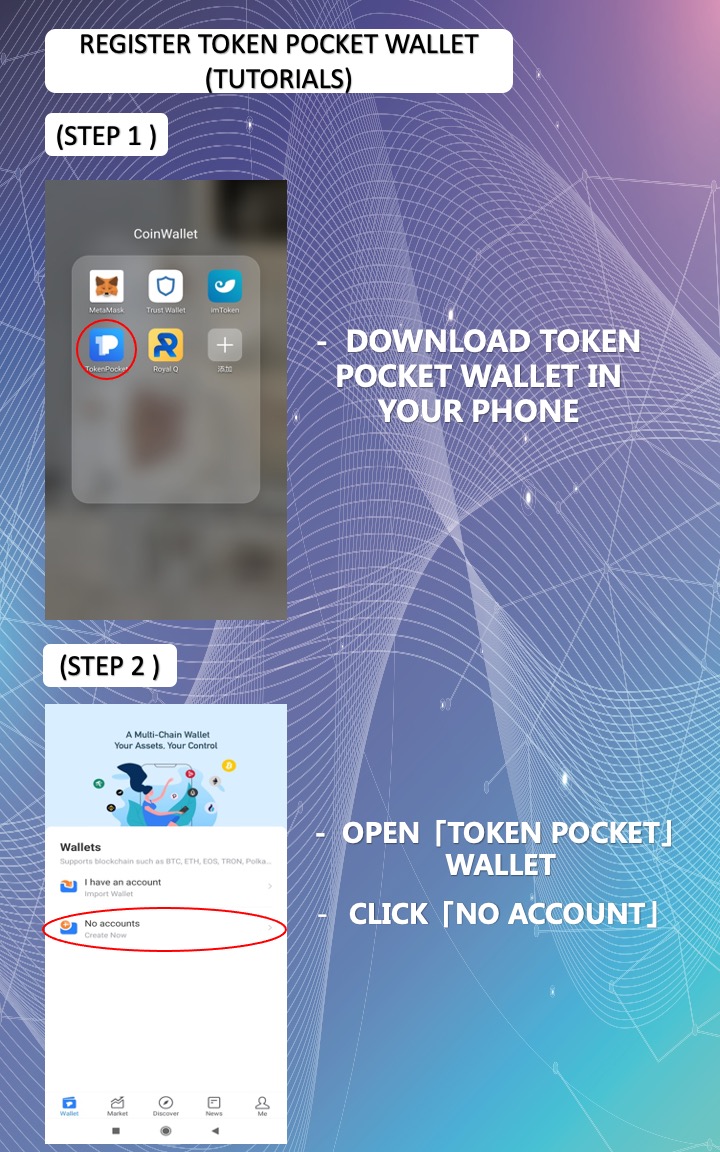 REGISTER TOKEN POCKET WALLET
(TUTORIALS)
(STEP 1 )
CoinWallet
MetaMask
Trust Wallet
imToken
TokenPocket
Royal Q
添加
- DOWNLOAD TOKEN
POCKET WALLET IN
YOUR PHONE
(STEP 2 )
A Multi-Chain Wallet
Your Assets, Your Control
Wallets
Supports blockchain such as BTC, ETH, EOS, TRON, Polka...
I have an account
Import Wallet
No accounts
Create Now
Wallet
Market
Discover
News
Me
- OPEN「TOKEN POCKET」
WALLET
- CLICK「NO ACCOUNT」